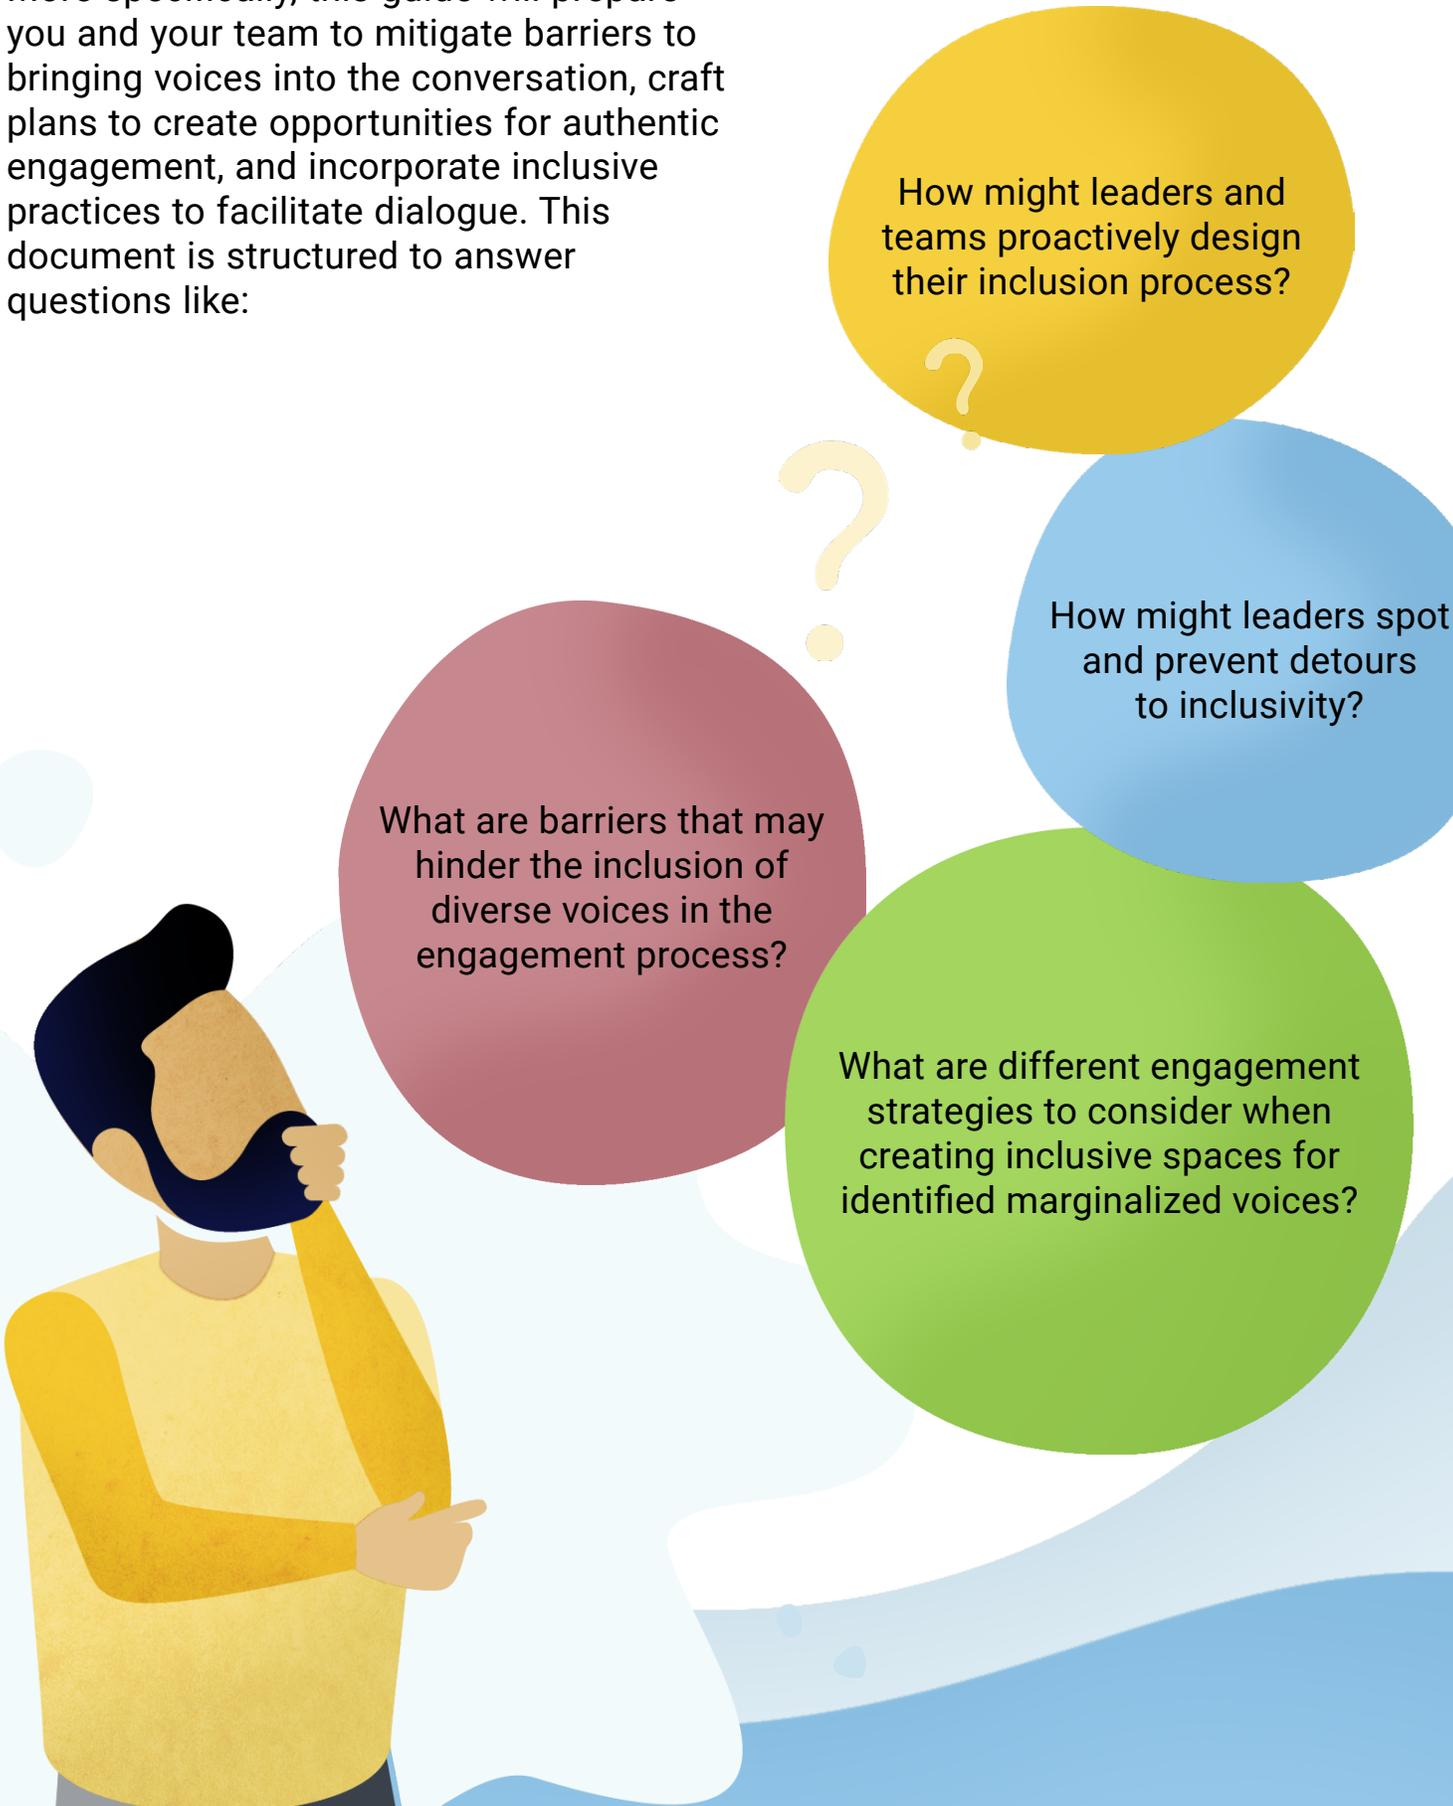 you and your team to mitigate barriers to
bringing voices into the conversation, craft
plans to create opportunities for authentic
engagement, and incorporate inclusive
practices to facilitate dialogue. This
document is structured to answer
questions like:
How might leaders and
teams proactively design
their inclusion process?
?
?
How might leaders spot
and prevent detours
to inclusivity?
What are barriers that may
hinder the inclusion of
diverse voices in the
engagement process?
What are different engagement
strategies to consider when
creating inclusive spaces for
identified marginalized voices?